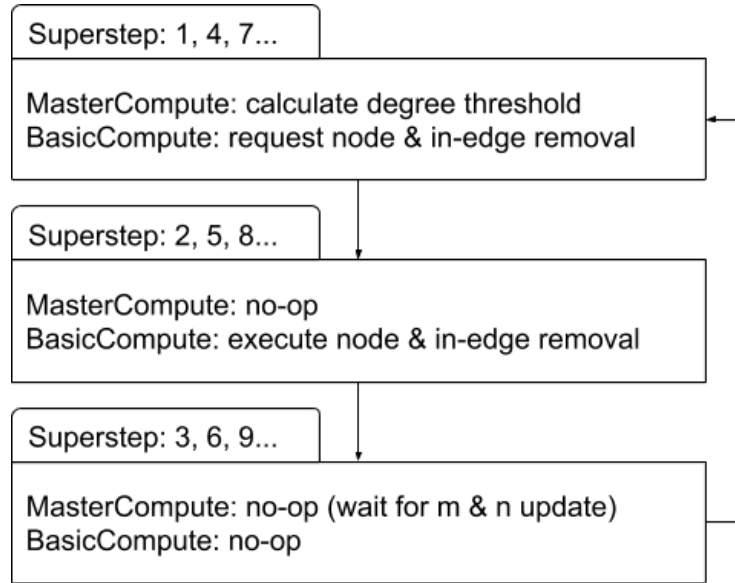 Superstep: 1, 4, 7...
MasterCompute: calculate degree threshold
BasicCompute: request node & in-edge removal
Superstep: 2, 5, 8...
MasterCompute: no-op
BasicCompute: execute node & in-edge removal
Superstep: 3, 6, 9...
MasterCompute: no-op (wait for m & n update)
BasicCompute: no-op